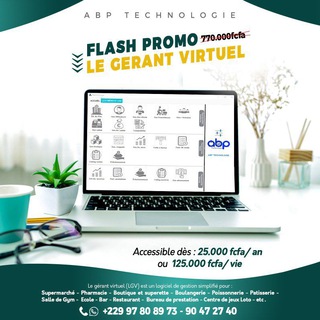 ABP TECHNOLOGIE
FLASH PROMO 770.000fcfa
LE GERANT VIRTUEL
abp
Accessible dès : 25.000 fcfa/ an
ou 125.000 fcfa/ vie
Le gérant virtuel (LGV) est un logiciel de gestion simplifié pour :
Supermarché - Pharmacie - Boutique et superette - Boulangerie - Poissonnerie - Patisserie -
Salle de Gym - Ecole - Bar - Restaurant - Bureau de prestation - Centre de jeux Loto - etc.
+229 97 80 89 73 - 90 47 27 40